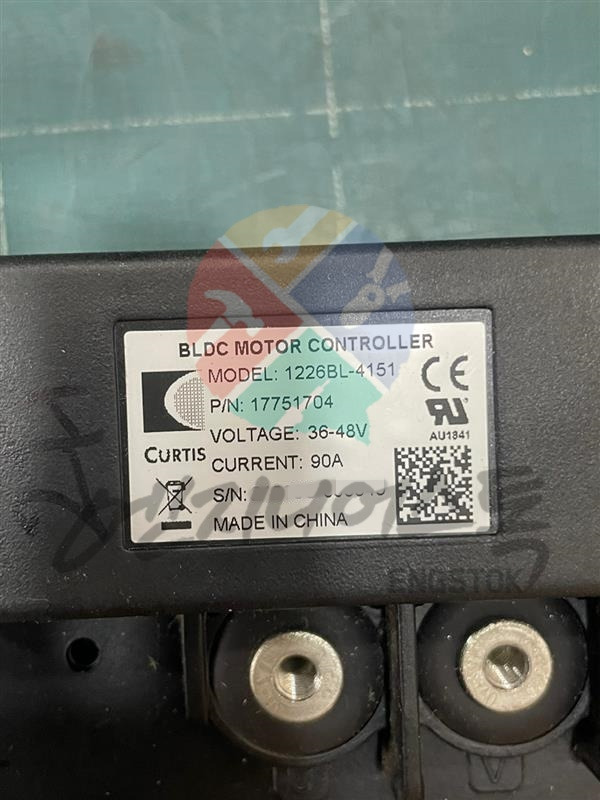 BLDC MOTOR CONTROLLER
MODEL: 1226BL-4151
P/N: 17751704
VOLTAGE: 36-48V
AU1841
CURTIS
CURRENT: 90A
S/N:
MADE IN CHINA
ENGSTOK
V